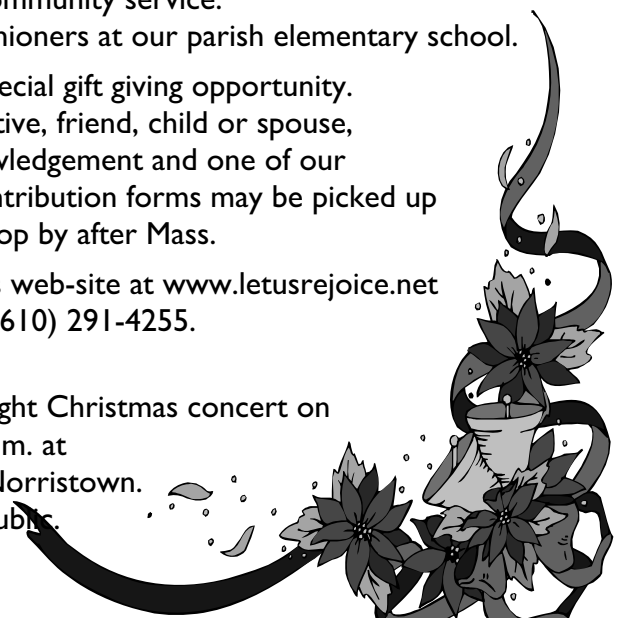 ommunity service.
nioners at our parish elementary school.
ecial gift giving opportunity.
tive, friend, child or spouse,
wledgement and one of our
ntribution forms may be picked up
op by after Mass.
s web-site at www.letusrejoice.net
610) 291-4255.
ght Christmas concert on
m. at
Norristown.
ublic.